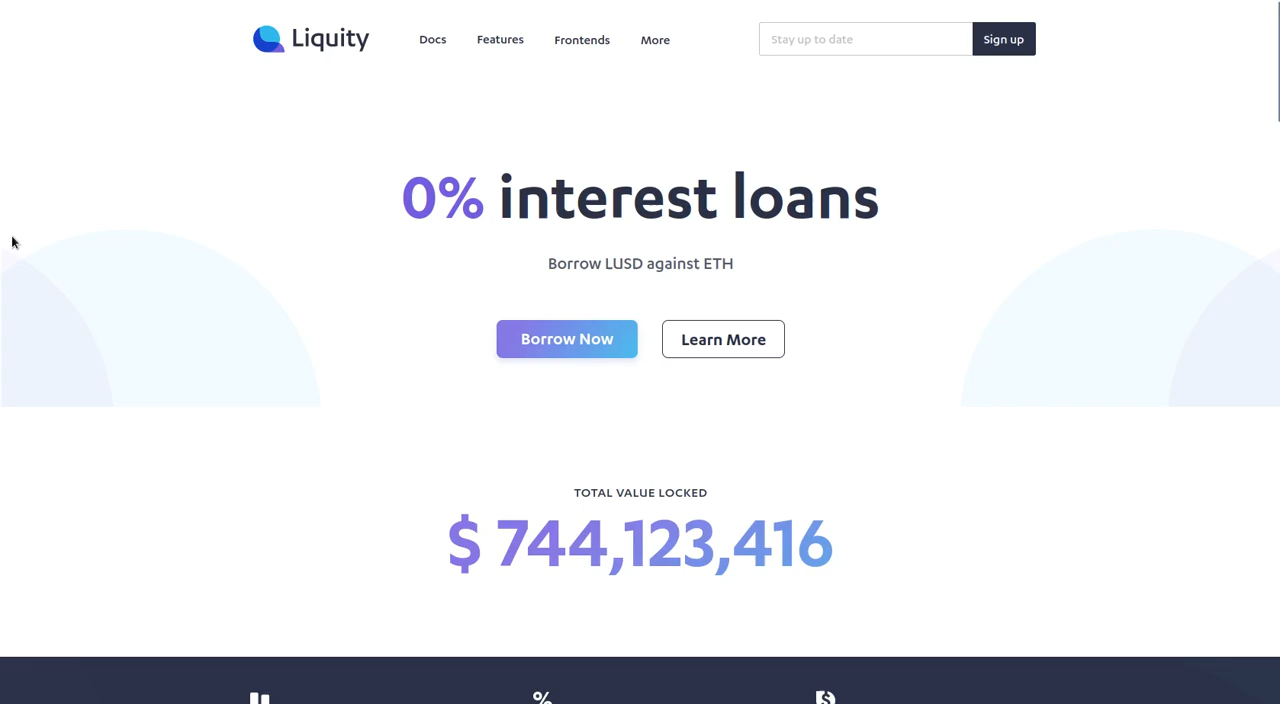 Liquity
Docs
Features
Frontends
More
Stay up to date
Sign up
0% interest loans
Borrow LUSD against ETH
Borrow Now
Learn More
TOTAL VALUE LOCKED
$ 744,123,416
%
$